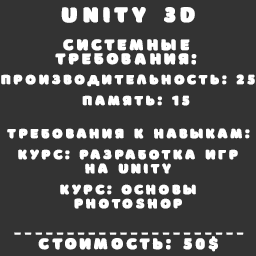 UNITY 3D
СИСТЕМНЫЕ
ТРЕБОВАНИЯ:
ПРОИЗВОДИТЕЛЬНОСТЬ: 25
ПАМЯТЬ: 15
ТРЕБОВАНИЯ К НАВЫКАМ:
КУРС: РАЗРАБОТКА ИГР
НА UNITY
КУРС: ОСНОВЫ
PHOTOSHOP
СТОИМОСТЬ: 50$